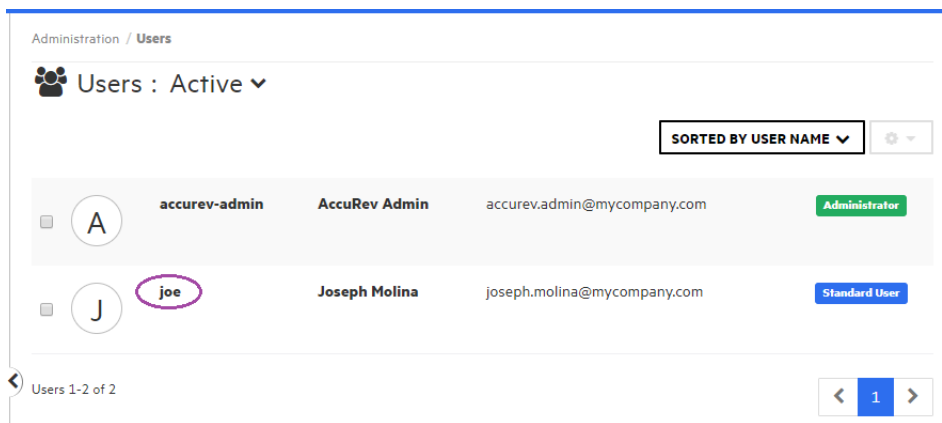 Administration / Users
Users : Active
SORTED BY USER NAME
A accurev-admin AccuRev Admin accurev.admin@mycompany.com Administrator
J joe Joseph Molina joseph.molina@mycompany.com Standard User
Users 1-2 of 2
1